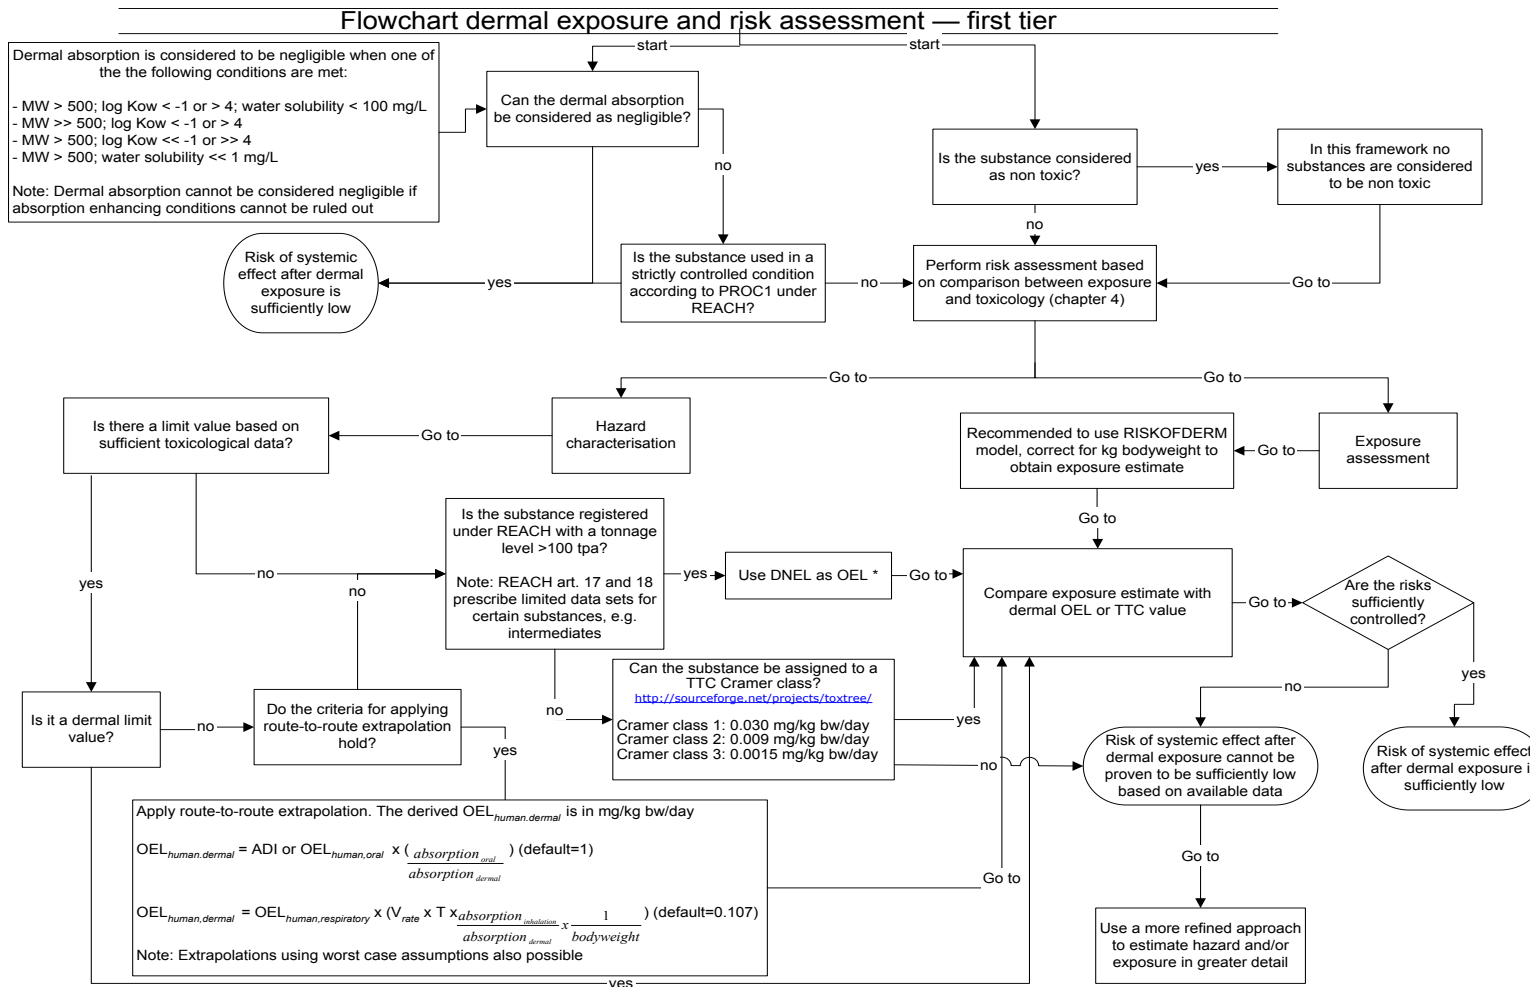 Flowchart dermal exposure and risk assessment — first tier
Dermal absorption is considered to be negligible when one of
the the following conditions are met:
- MW > 500; log Kow < -1 or > 4; water solubility < 100 mg/L
- MW >> 500; log Kow < -1 or > 4
- MW > 500; log Kow << -1 or >> 4
- MW > 500; water solubility << 1 mg/L
Note: Dermal absorption cannot be considered negligible if
absorption enhancing conditions cannot be ruled out
start
start
Can the dermal absorption
be considered as negligible?
no
Is the substance considered
as non toxic?
yes
In this framework no
substances are considered
to be non toxic
no
Risk of systemic
effect after dermal
exposure is
sufficiently low
yes
Is the substance used in a
strictly controlled condition
according to PROC1 under
REACH?
no
Perform risk assessment based
on comparison between exposure
and toxicology (chapter 4)
Go to
Go to
Go to
Is there a limit value based on
sufficient toxicological data?
Go to
Hazard
characterisation
Recommended to use RISKOFDERM
model, correct for kg bodyweight to
obtain exposure estimate
Go to
Exposure
assessment
Go to
yes
no
no
Is the substance registered
under REACH with a tonnage
level >100 tpa?
Note: REACH art. 17 and 18
prescribe limited data sets for
certain substances, e.g.
intermediates
yes
Use DNEL as OEL *
Go to
Compare exposure estimate with
dermal OEL or TTC value
Go to
Are the risks
sufficiently
controlled?
yes
no
Is it a dermal limit
value?
no
Do the criteria for applying
route-to-route extrapolation
hold?
yes
no
Can the substance be assigned to a
TTC Cramer class?
http://sourceforge.net/projects/toxtree/
Cramer class 1: 0.030 mg/kg bw/day
Cramer class 2: 0.009 mg/kg bw/day
Cramer class 3: 0.0015 mg/kg bw/day
yes
no
Risk of systemic effect after
dermal exposure cannot be
proven to be sufficiently low
based on available data
Risk of systemic effect
after dermal exposure i
sufficiently low
Apply route-to-route extrapolation. The derived OEL human.dermal is in mg/kg bw/day
OEL human.dermal = ADI or OEL human,oral x ( absorption oral / absorption dermal ) (default=1)
OEL human,dermal = OEL human,respiratory x (V rate x T x absorption inhalation / absorption dermal x 1 / bodyweight ) (default=0.107)
Note: Extrapolations using worst case assumptions also possible
Go to
Go to
Use a more refined approach
to estimate hazard and/or
exposure in greater detail
yes